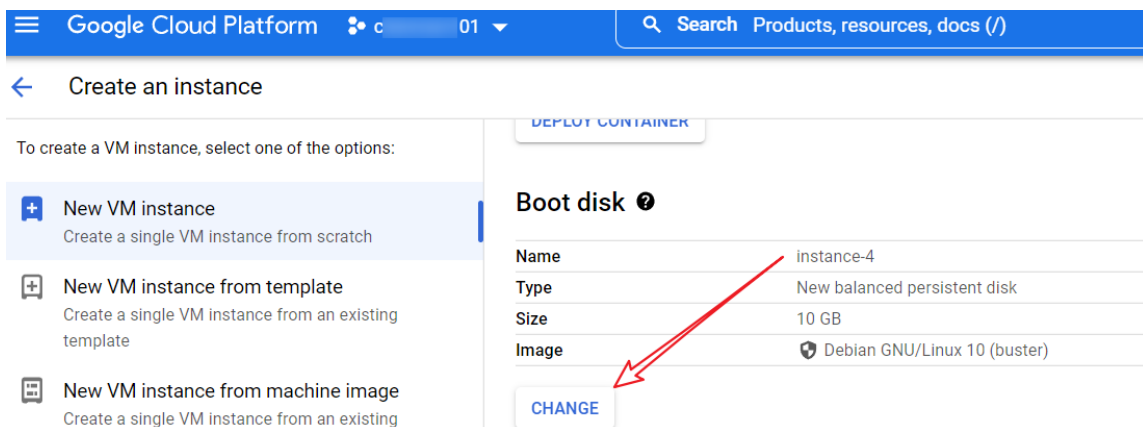 Google Cloud Platform c 01
Search Products, resources, docs (/)
Create an instance
To create a VM instance, select one of the options:
New VM instance
Create a single VM instance from scratch
New VM instance from template
Create a single VM instance from an existing
template
New VM instance from machine image
Create a single VM instance from an existing
DEPLOY CONTAINER
Boot disk
Name instance-4
Type New balanced persistent disk
Size 10 GB
Image Debian GNU/Linux 10 (buster)
CHANGE